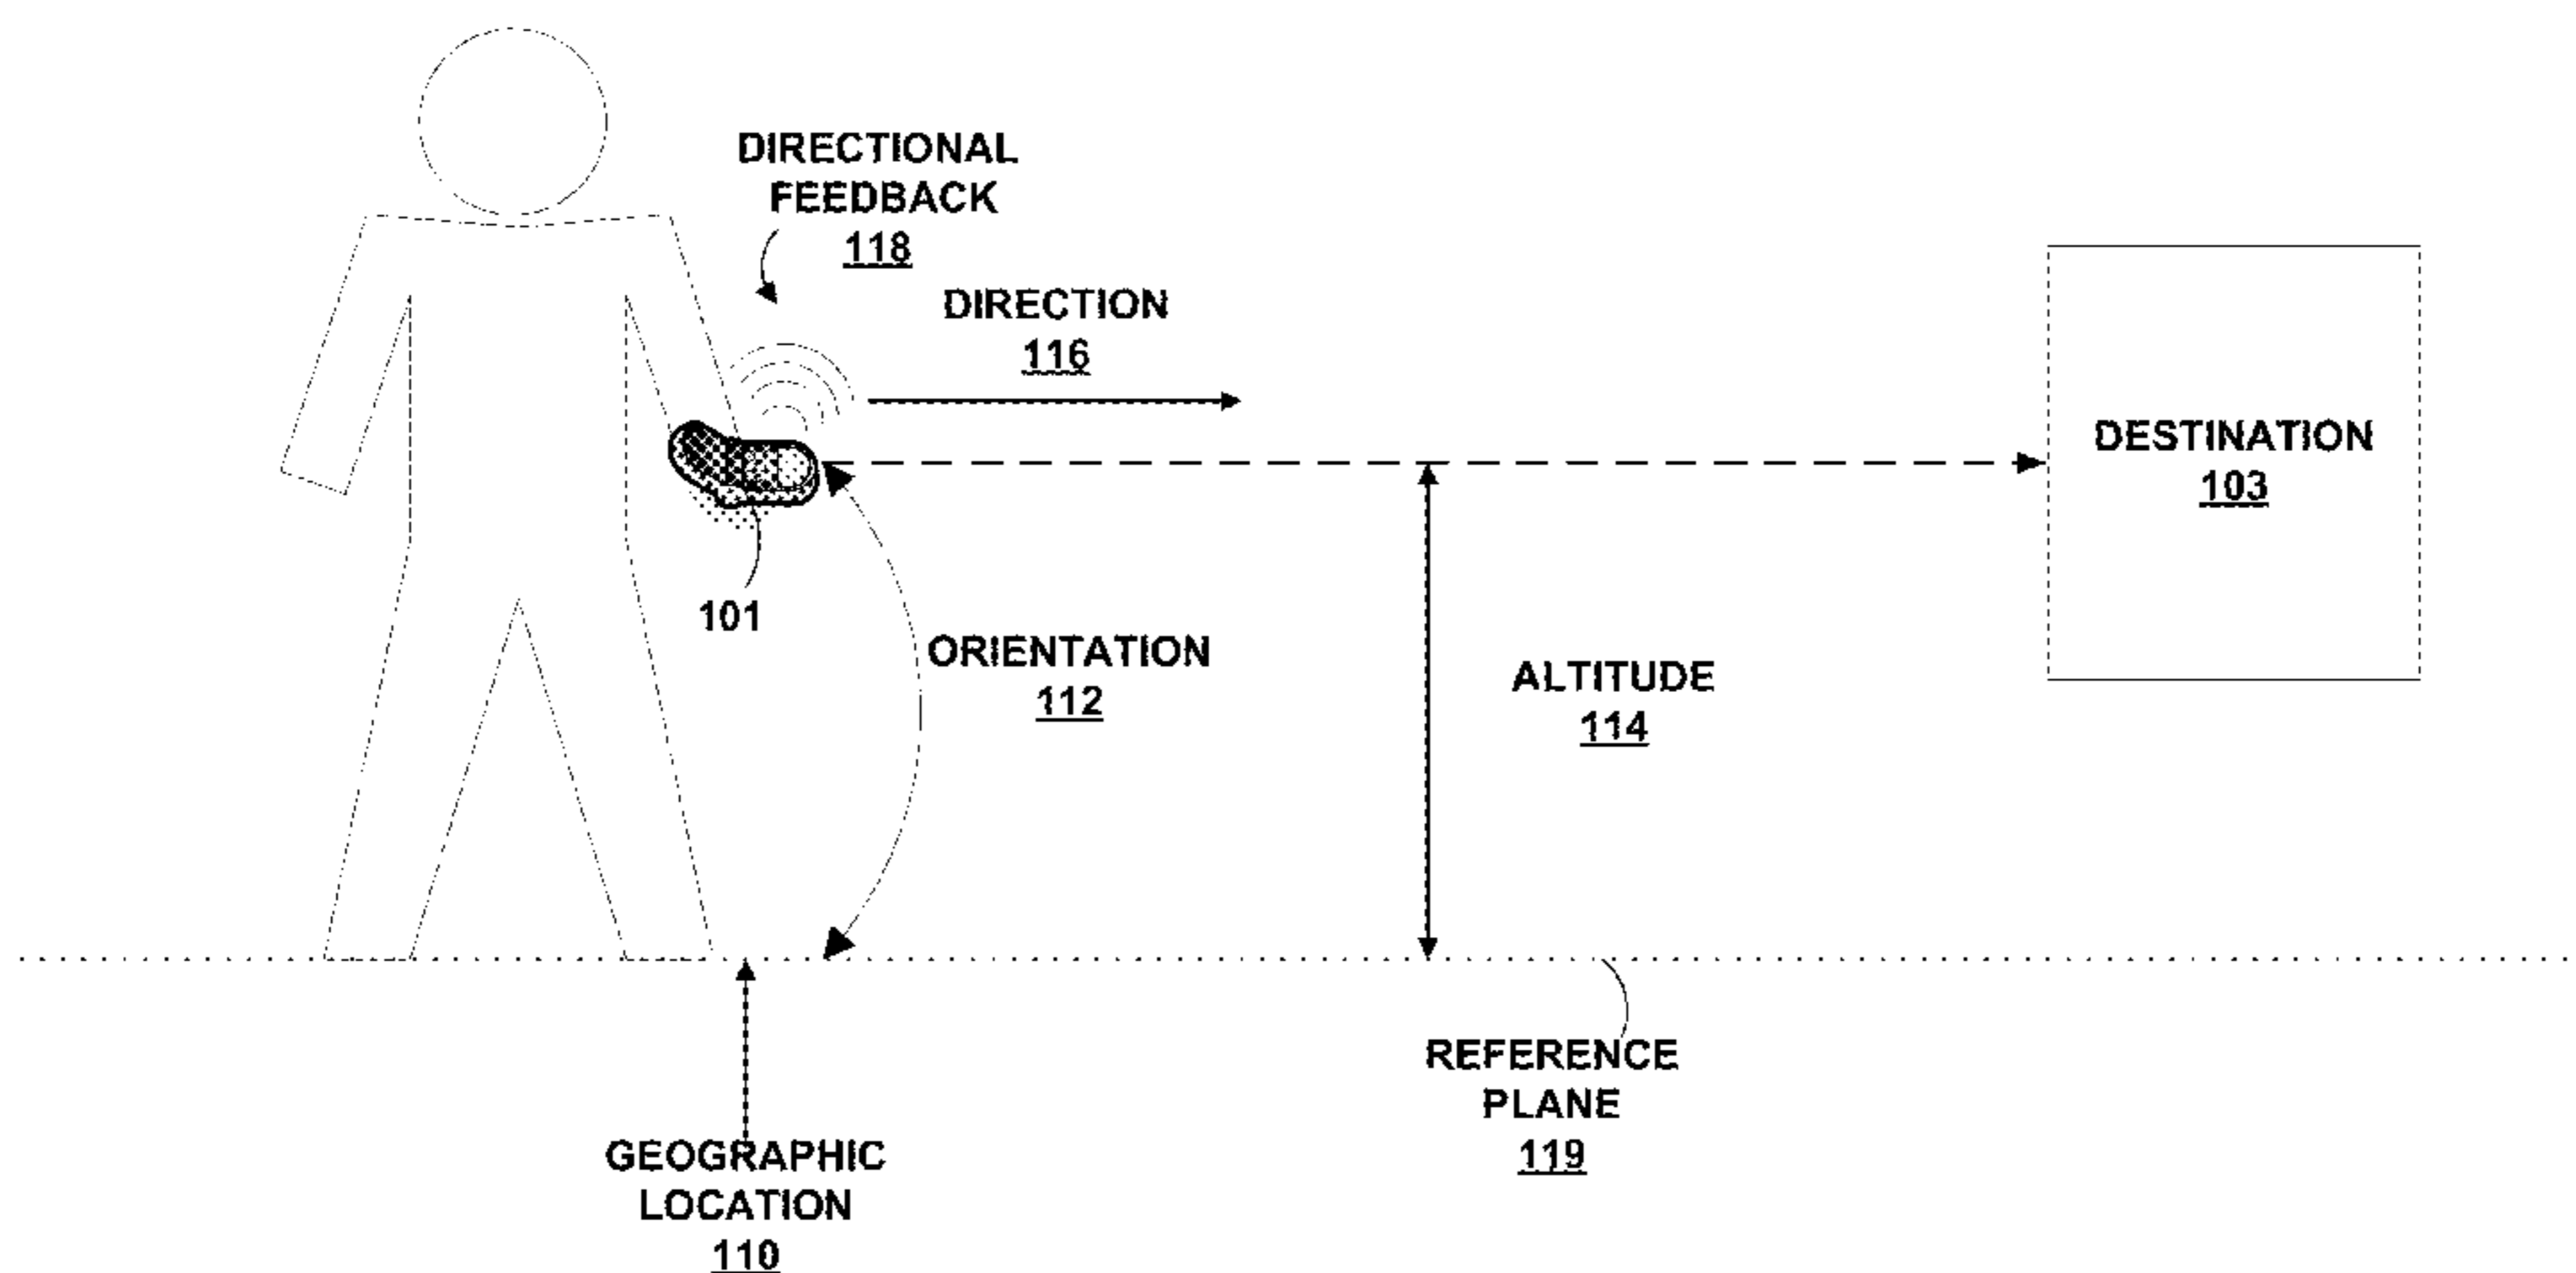 DIRECTIONAL
FEEDBACK
118
DIRECTION
116
DESTINATION
103
101
ORIENTATION
112
ALTITUDE
114
REFERENCE
PLANE
119
GEOGRAPHIC
LOCATION
110